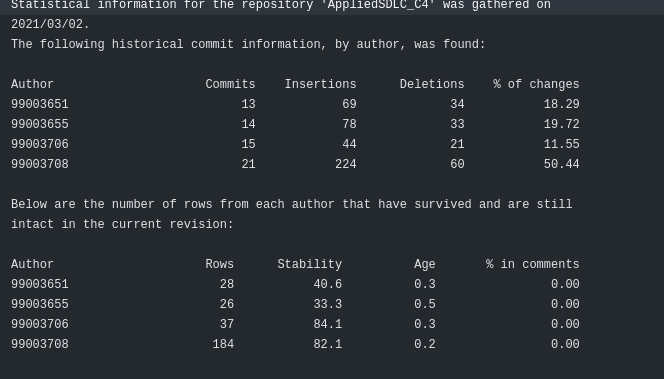 Statistical information for the repository 'AppliedSDLC_C4' was gathered on
2021/03/02.
The following historical commit information, by author, was found:
Author Commits Insertions Deletions % of changes
99003651 13 69 34 18.29
99003655 14 78 33 19.72
99003706 15 44 21 11.55
99003708 21 224 60 50.44
Below are the number of rows from each author that have survived and are still
intact in the current revision:
Author Rows Stability Age % in comments
99003651 28 40.6 0.3 0.00
99003655 26 33.3 0.5 0.00
99003706 37 84.1 0.3 0.00
99003708 184 82.1 0.2 0.00